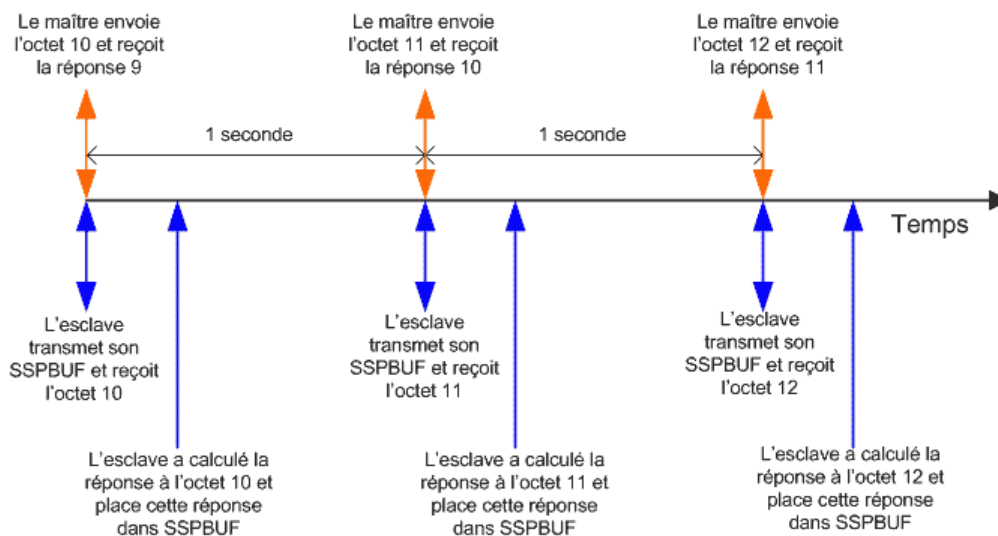 Le maître envoie
l'octet 10 et reçoit
la réponse 9
Le maître envoie
l'octet 11 et reçoit
la réponse 10
Le maître envoie
l'octet 12 et reçoit
la réponse 11
1 seconde
1 seconde
Temps
L'esclave
transmet son
SSPBUF et reçoit
l'octet 10
L'esclave
transmet son
SSPBUF et reçoit
l'octet 11
L'esclave
transmet son
SSPBUF et reçoit
l'octet 12
L'esclave a calculé la
réponse à l'octet 10 et
place cette réponse
dans SSPBUF
L'esclave a calculé la
réponse à l'octet 11 et
place cette réponse
dans SSPBUF
L'esclave a calculé la
réponse à l'octet 12 et
place cette réponse
dans SSPBUF